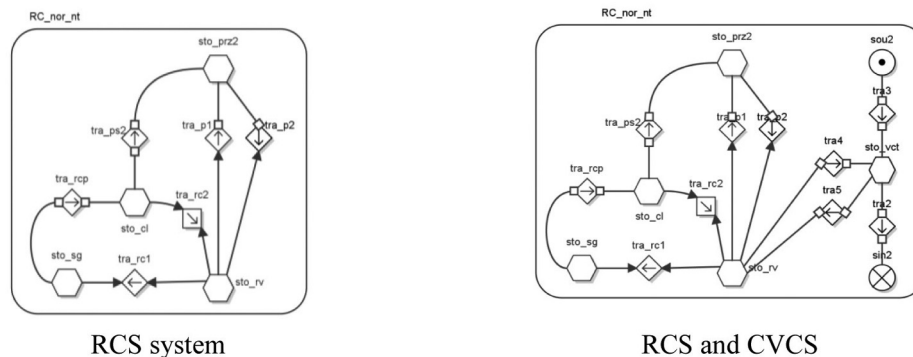 RC_nor_nt
sto_prz2
tra_ps2
tra_p1
tra_p2
tra_rcp
tra_rc2
sto_cl
sto_sg
tra_rc1
sto_rv
RCS system
RC_nor_nt
sto_prz2
sou2
tra3
tra_ps2
tra_p1
tra_p2
tra4
sto_vct
tra_rcp
tra_rc2
tra5
tra2
sto_cl
sto_sg
tra_rc1
sto_rv
sin2
RCS and CVCS